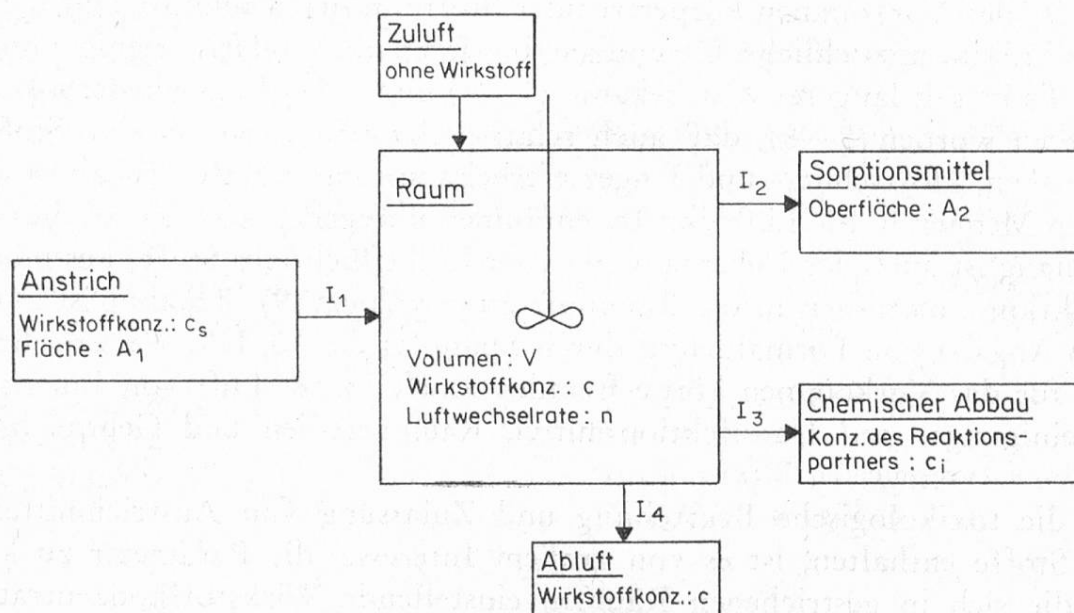 Zuluft
ohne Wirkstoff
Raum
I₂
Sorptionsmittel
Oberfläche : A₂
Anstrich
Wirkstoffkonz.: cₛ
Fläche : A₁
I₁
Volumen : V
Wirkstoffkonz.: c
Luftwechselrate : n
I₃
Chemischer Abbau
Konz. des Reaktions-
partners : cᵢ
I₄
Abluft
Wirkstoffkonz.: c